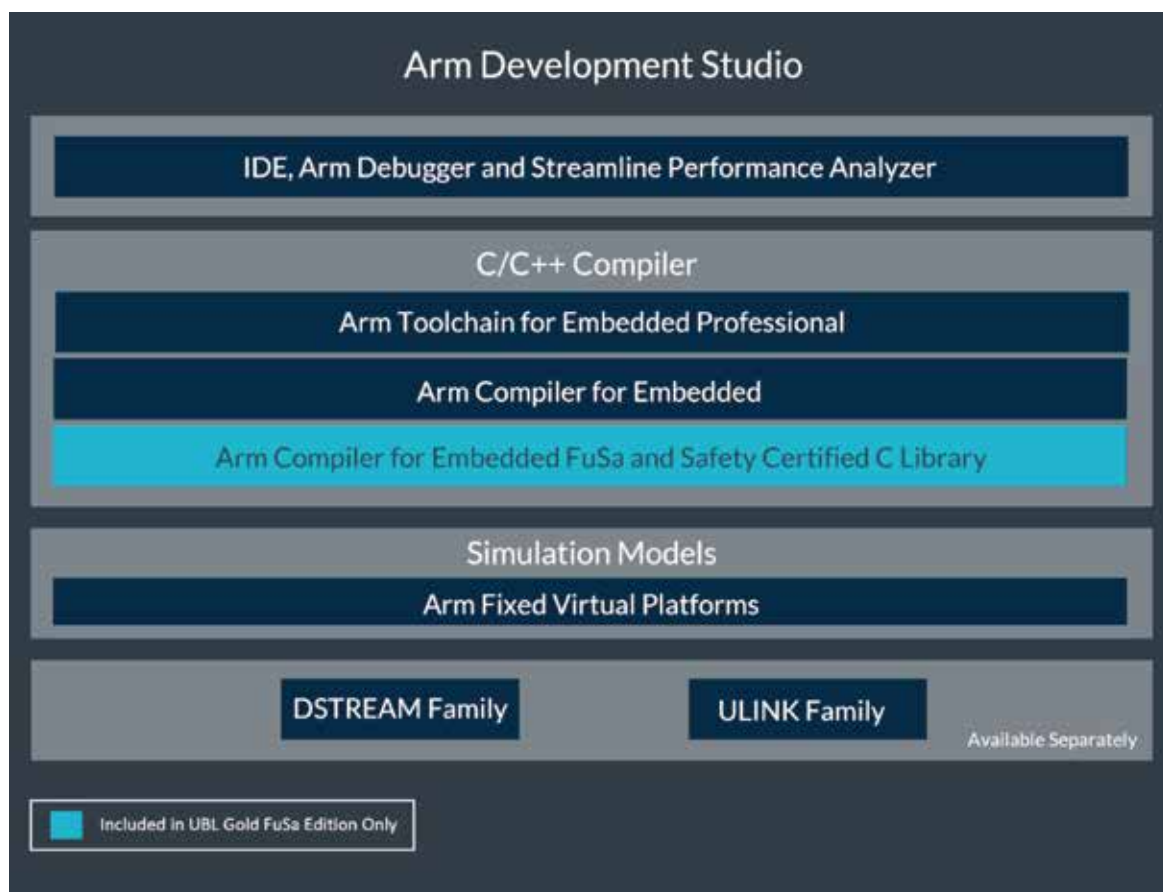 Arm Development Studio
IDE, Arm Debugger and Streamline Performance Analyzer
C/C++ Compiler
Arm Toolchain for Embedded Professional
Arm Compiler for Embedded
Arm Compiler for Embedded FuSa and Safety Certified C Library
Simulation Models
Arm Fixed Virtual Platforms
DSTREAM Family
ULINK Family
Available Separately
Included in UBL Gold FuSa Edition Only